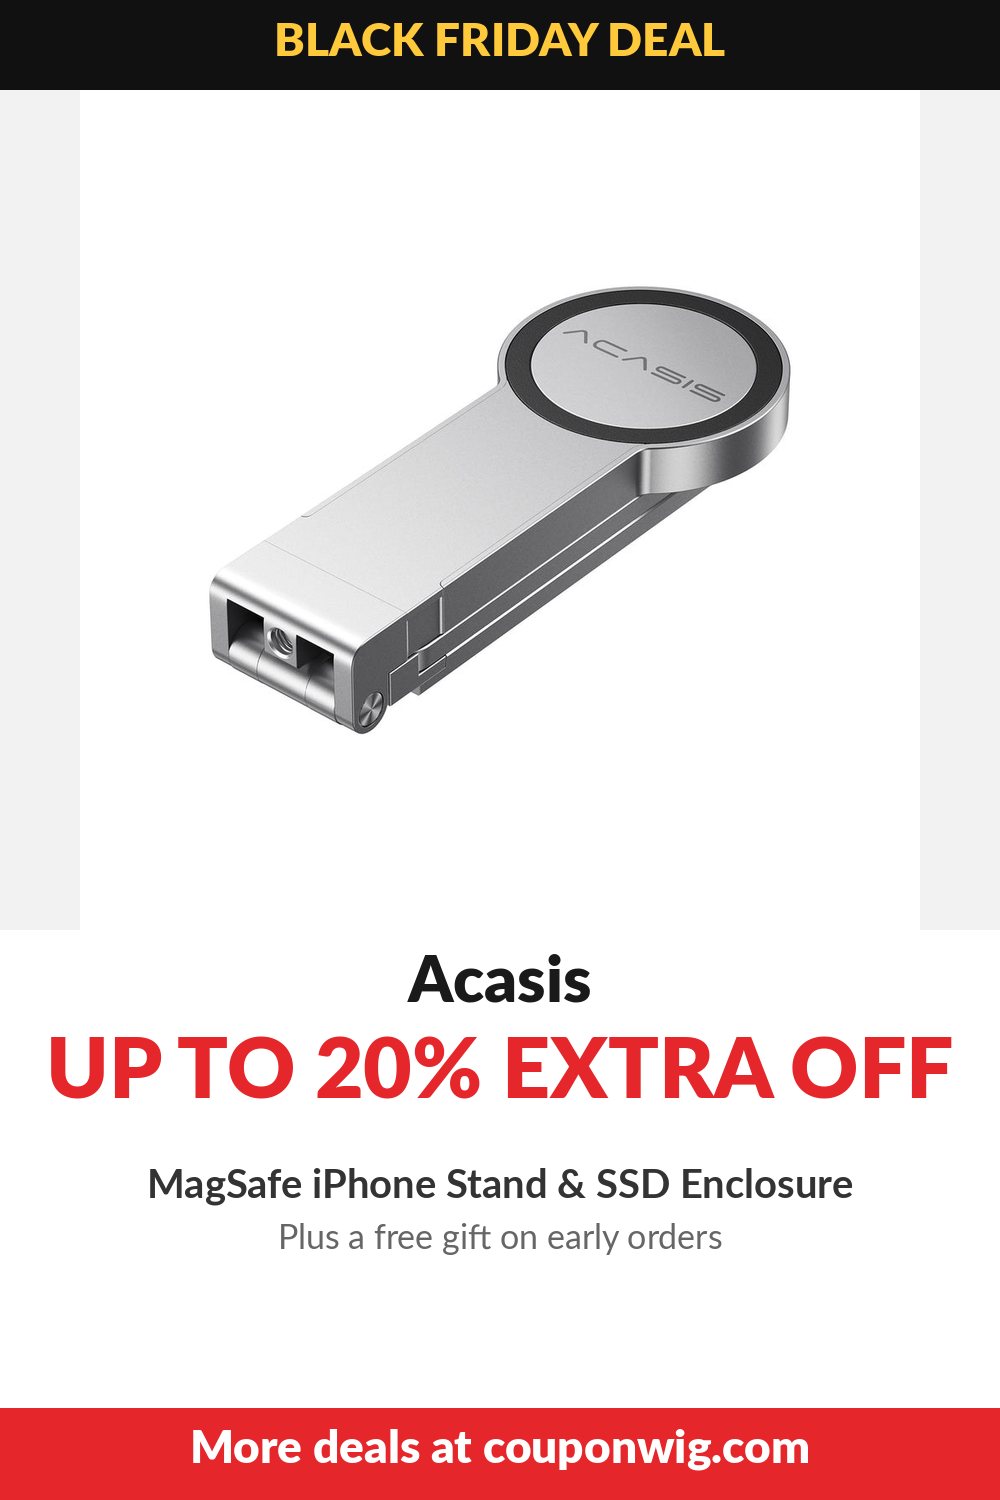 BLACK FRIDAY DEAL
ACASIS
Acasis
UP TO 20% EXTRA OFF
MagSafe iPhone Stand & SSD Enclosure
Plus a free gift on early orders
More deals at couponwig.com